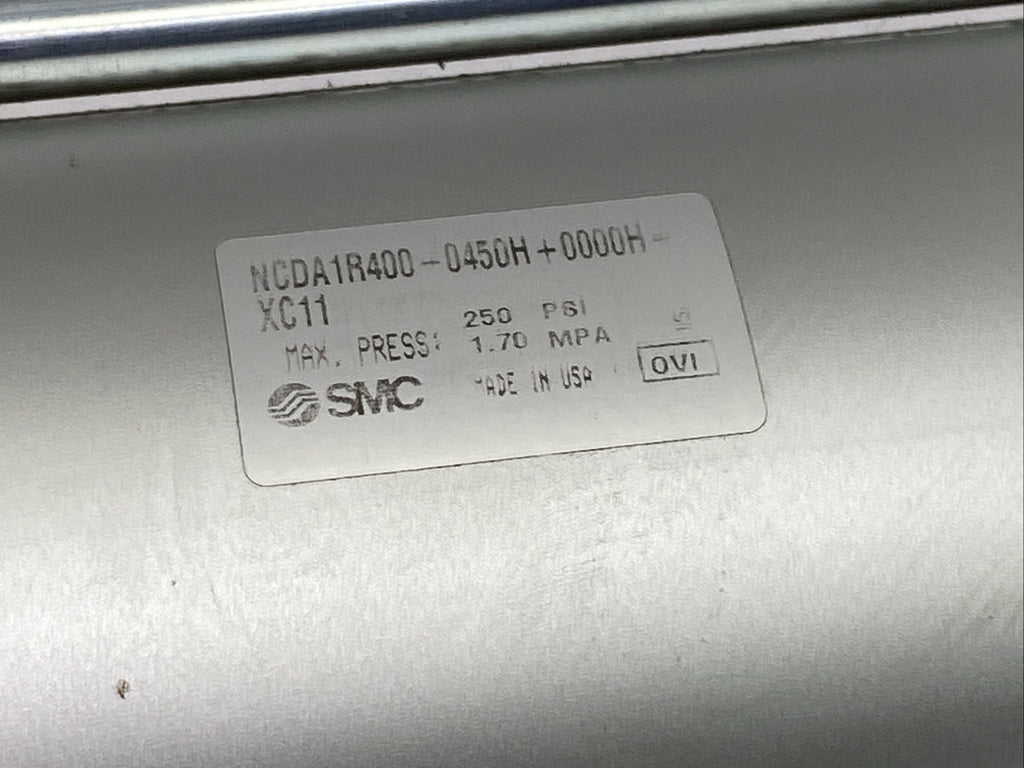 NCDA1R400-0450H+0000H-
XC11
MAX. PRESS: 250 PSI
1.70 MPA
SMC MADE IN USA OVI